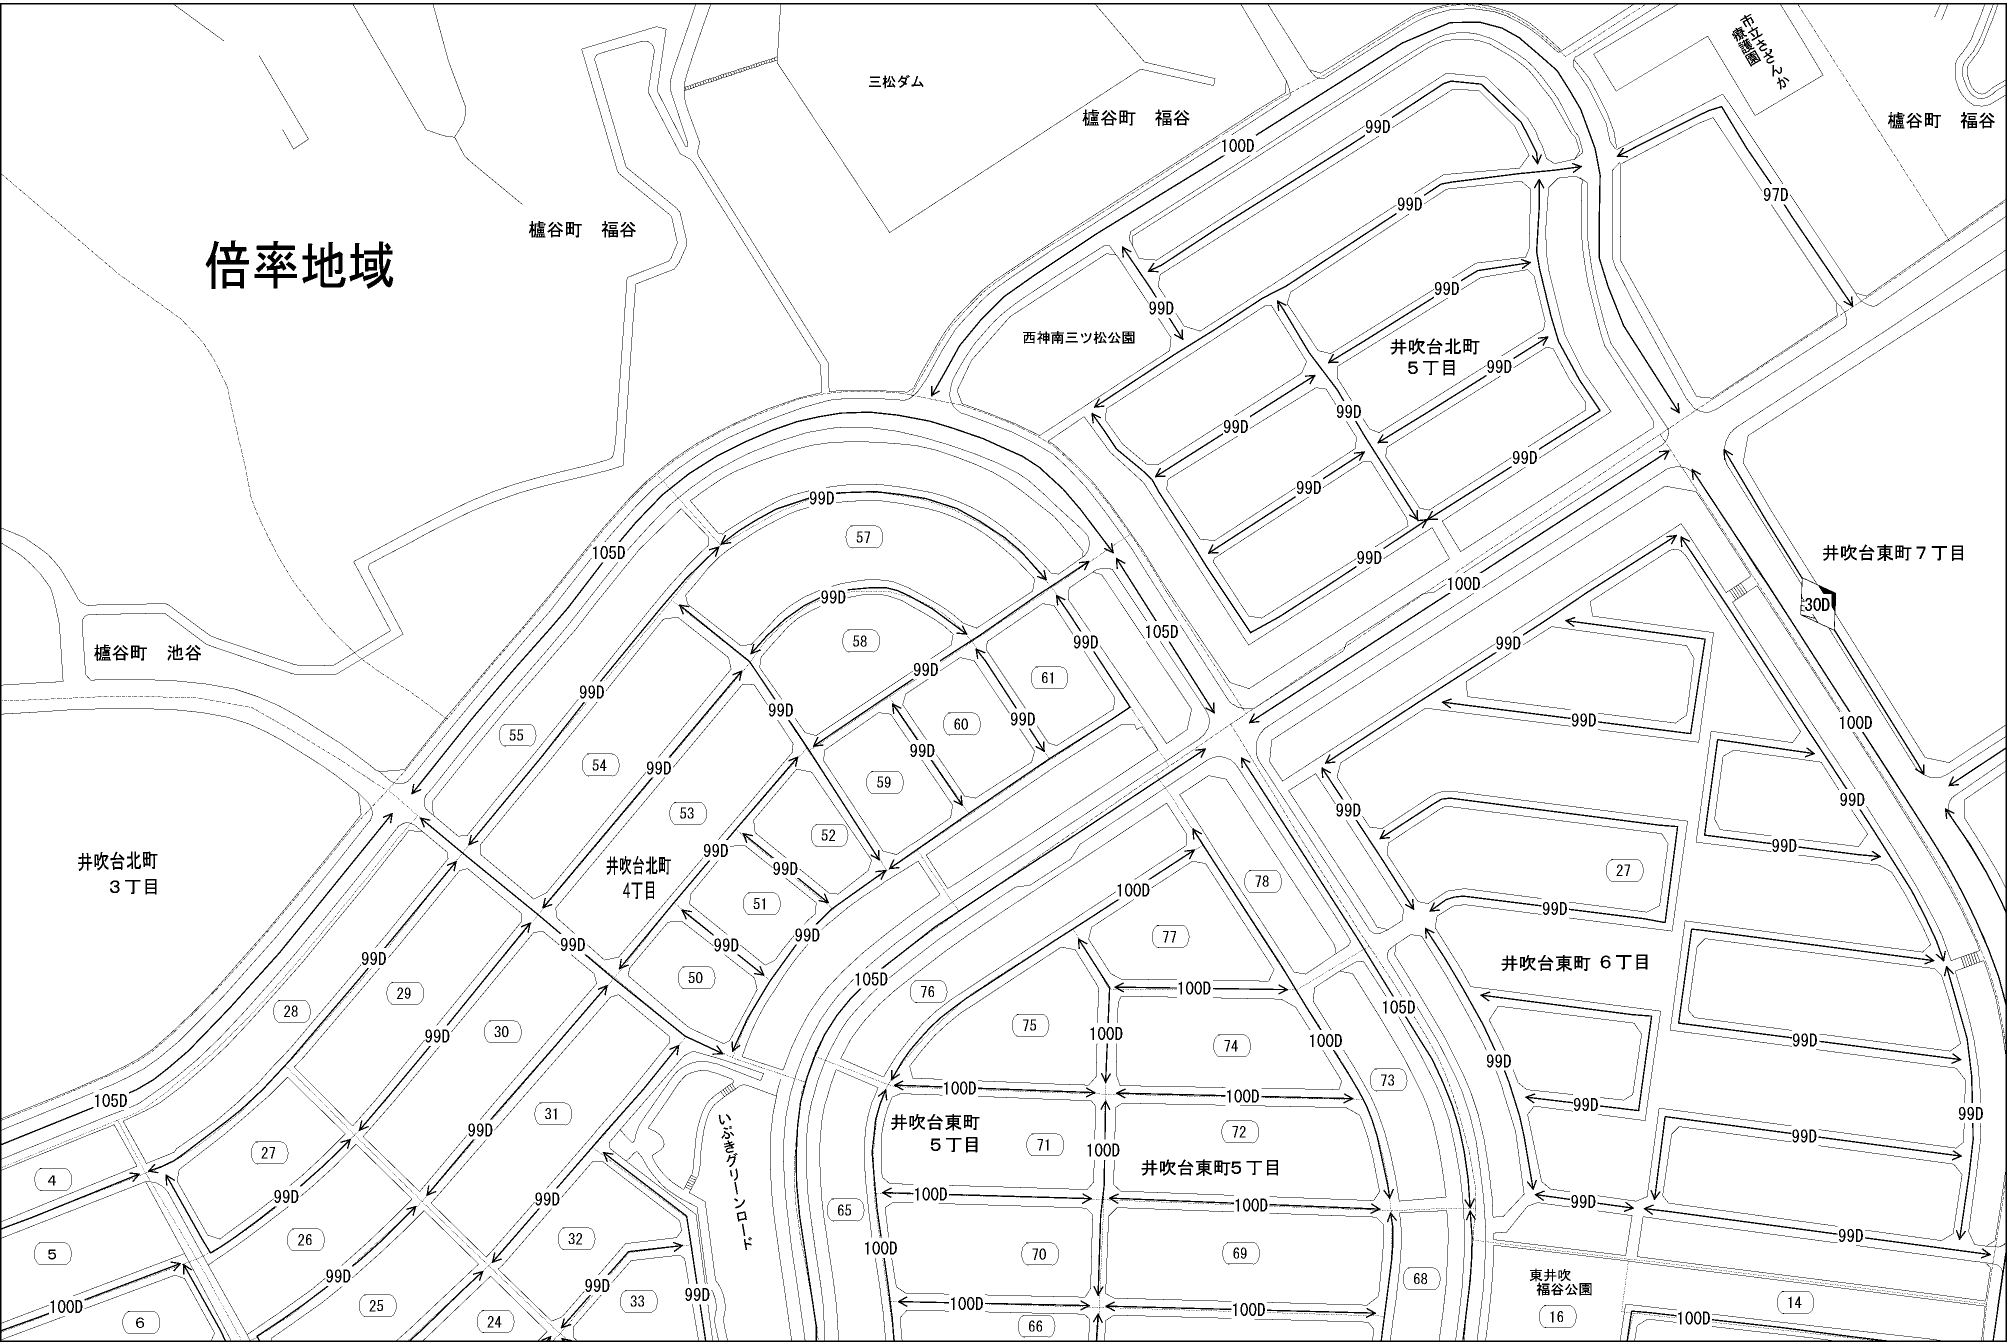 市立さざんか
療護園
三松ダム
櫨谷町　福谷
櫨谷町　福谷
100D
99D
97D
99D
櫨谷町　福谷
倍率地域
99D
99D
西神南三ツ松公園
井吹台北町
５丁目
99D
99D
99D
99D
99D
99D
99D
57
105D
99D
100D
井吹台東町７丁目
30D
99D
58
105D
99D
99D
櫨谷町　池谷
99D
61
99D
55
99D
60
99D
99D
100D
54
99D
99D
59
99D
99D
53
52
99D
井吹台北町
３丁目
井吹台北町
4丁目
99D
99D
27
78
100D
51
99D
99D
99D
99D
77
井吹台東町 ６丁目
99D
50
105D
76
100D
105D
28
29
30
99D
75
100D
74
100D
99D
99D
73
105D
31
99D
100D
100D
99D
いぶきグリーンロード
井吹台東町
５丁目
71
100D
72
井吹台東町５丁目
99D
99D
4
27
99D
99D
65
100D
100D
99D
5
26
32
100D
70
69
99D
99D
99D
33
99D
68
東井吹
福谷公園
100D
25
24
100D
100D
14
6
66
16
100D